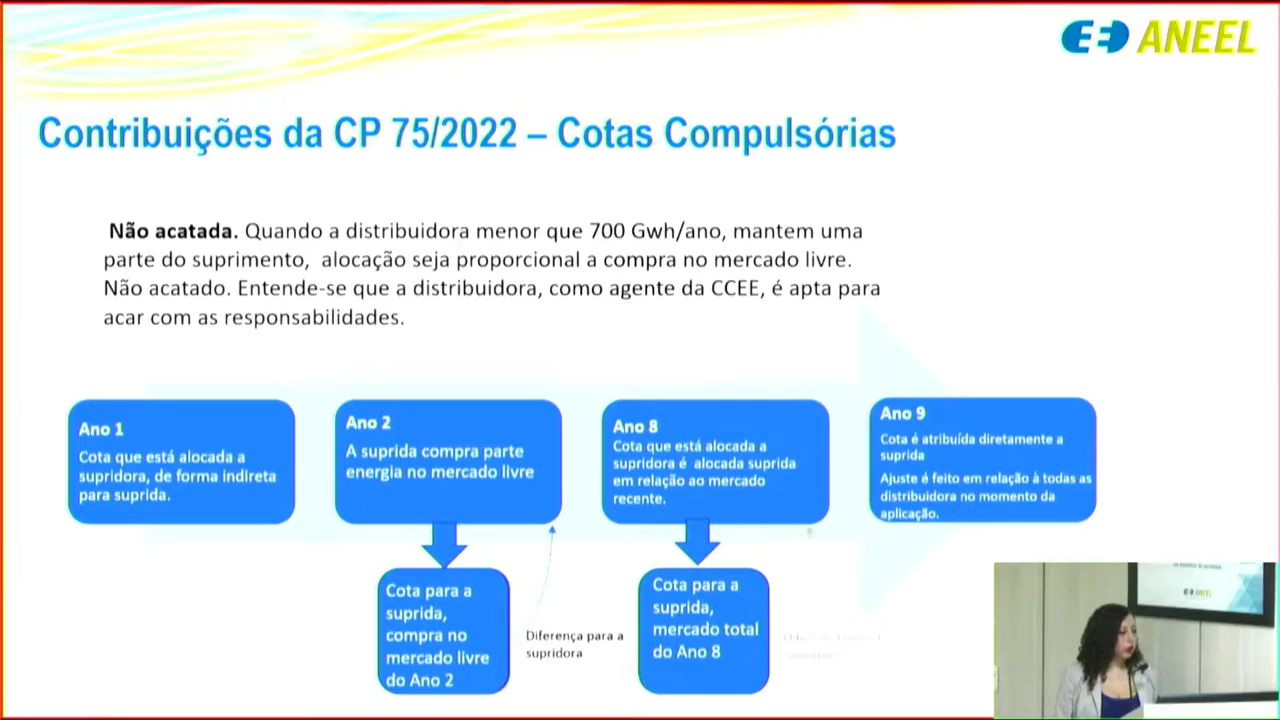 ANEEL
Contribuições da CP 75/2022 – Cotas Compulsórias
Não acatada. Quando a distribuidora menor que 700 Gwh/ano, mantem uma
parte do suprimento, alocação seja proporcional a compra no mercado livre.
Não acatado. Entende-se que a distribuidora, como agente da CCEE, é apta para
acar com as responsabilidades.
Ano 1
Cota que está alocada a
supridora, de forma indireta
para suprida.
Ano 2
A suprida compra parte
energia no mercado livre
Ano 8
Cota que está alocada a
supridora é alocada suprida
em relação ao mercado
recente.
Ano 9
Cota é atribuída diretamente a
suprida
Ajuste é feito em relação à todas as
distribuidora no momento da
aplicação.
Cota para a
suprida,
compra no
mercado livre
do Ano 2
Diferença para a
supridora
Cota para a
suprida,
mercado total
do Ano 8
ANEEL